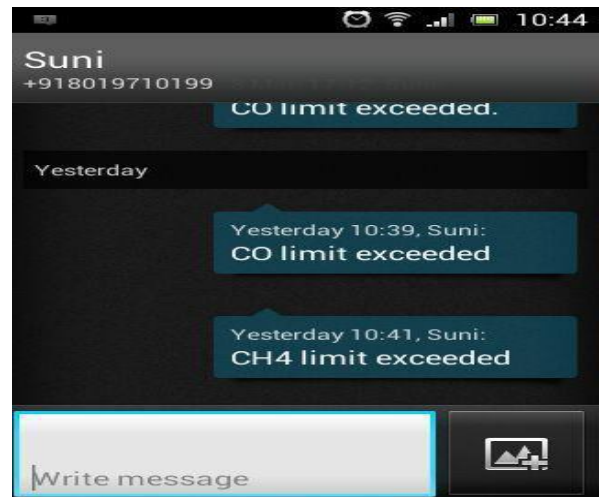 10:44
Suni
+918019710199
CO limit exceeded.
Yesterday
Yesterday 10:39, Suni:
CO limit exceeded
Yesterday 10:41, Suni:
CH4 limit exceeded
Write message